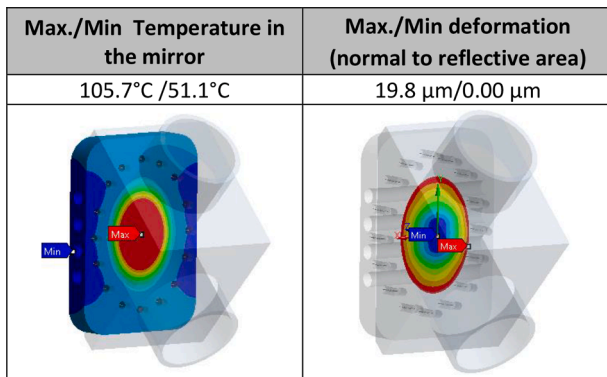 Max./Min Temperature in
the mirror
Max./Min deformation
(normal to reflective area)
105.7°C /51.1°C
19.8 µm/0.00 µm
Max
Min
Min
Max